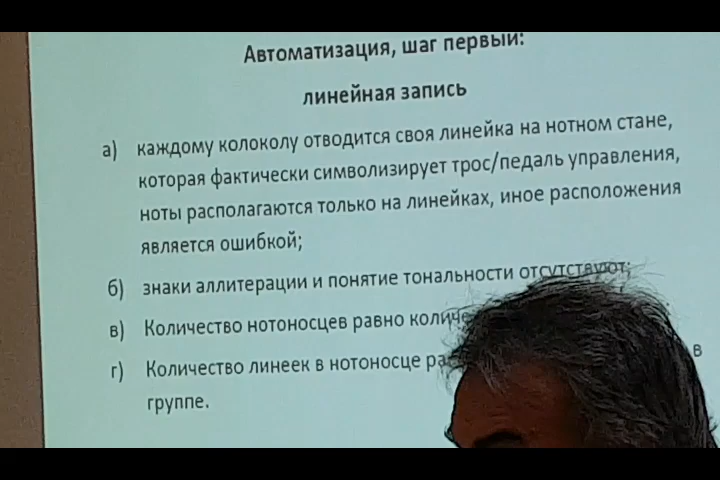 Автоматизация, шаг первый:
линейная запись
а) каждому колоколу отводится своя линейка на нотном стане,
которая фактически символизирует трос/педаль управления,
ноты располагаются только на линейках, иное расположения
является ошибкой;
б) знаки аллитерации и понятие тональности отсутствуют;
в) Количество нотоносцев равно
г) Количество линеек в нотоносце в
группе.